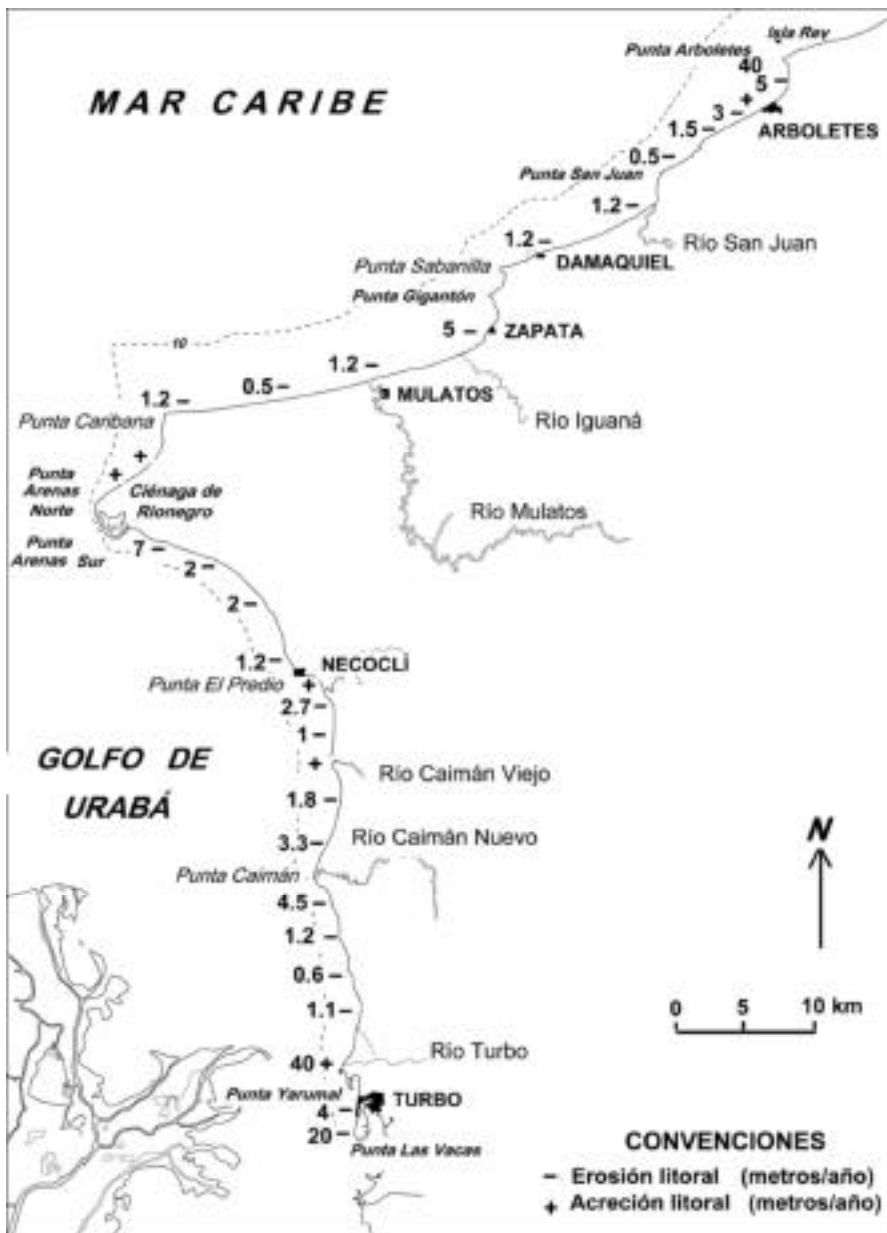 Isla Rey
Punta Arboletes
40
5 –
+
MAR CARIBE
3 –
ARBOLETES
1.5 –
0.5 –
Punta San Juan
1.2 –
Río San Juan
1.2 –
DAMAQUIEL
Punta Sabanilla
Punta Gigantón
5 –
ZAPATA
10
1.2 –
0.5 –
MULATOS
1.2 –
Punta Caribana
Río Iguaná
+
+
Punta
Arenas
Norte
Ciénaga de
Rionegro
Río Mulatos
Punta
Arenas Sur
7 –
2 –
2 –
1.2 –
NECOCLÍ
Punta El Predio
+
2.7 –
1 –
GOLFO DE
URABÁ
+
Río Caimán Viejo
1.8 –
3.3 –
Río Caimán Nuevo
N
Punta Caimán
4.5 –
1.2 –
0.6 –
1.1 –
0 5 10 km
Río Turbo
40 +
Punta Yarumal
TURBO
4 –
20 –
Punta Las Vacas
CONVENCIONES
– Erosión litoral (metros/año)
+ Acreción litoral (metros/año)